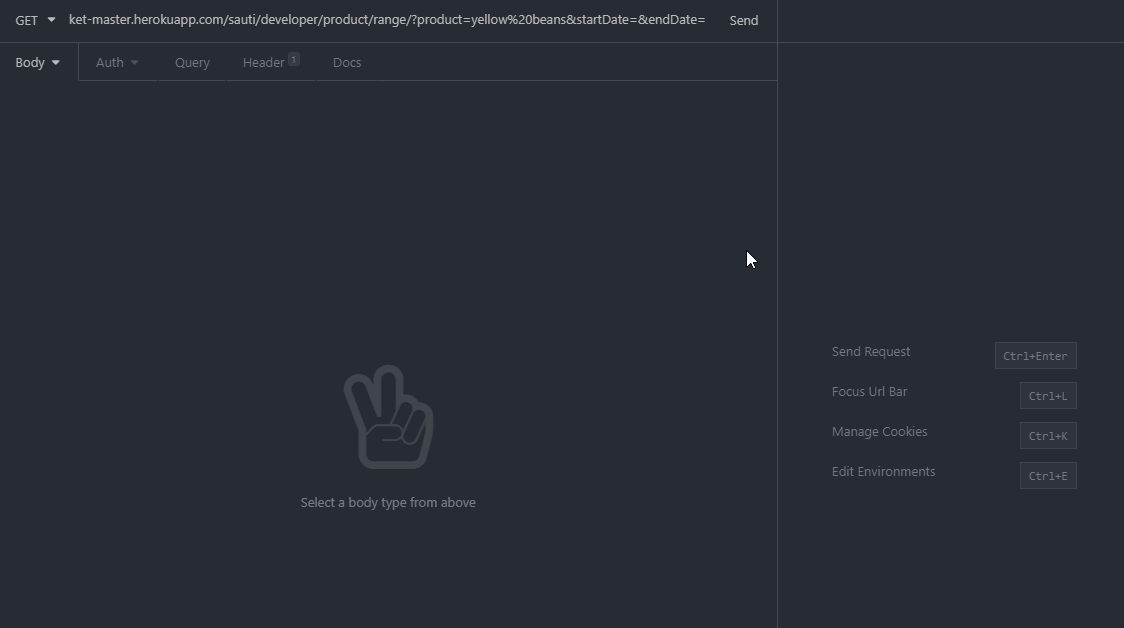 GET ket-master.herokuapp.com/sauti/developer/product/range/?product=yellow%20beans&startDate=&endDate= Send
Body Auth Query Header 1 Docs
Send Request Ctrl+Enter
Focus Url Bar Ctrl+L
Manage Cookies Ctrl+K
Edit Environments Ctrl+E
Select a body type from above